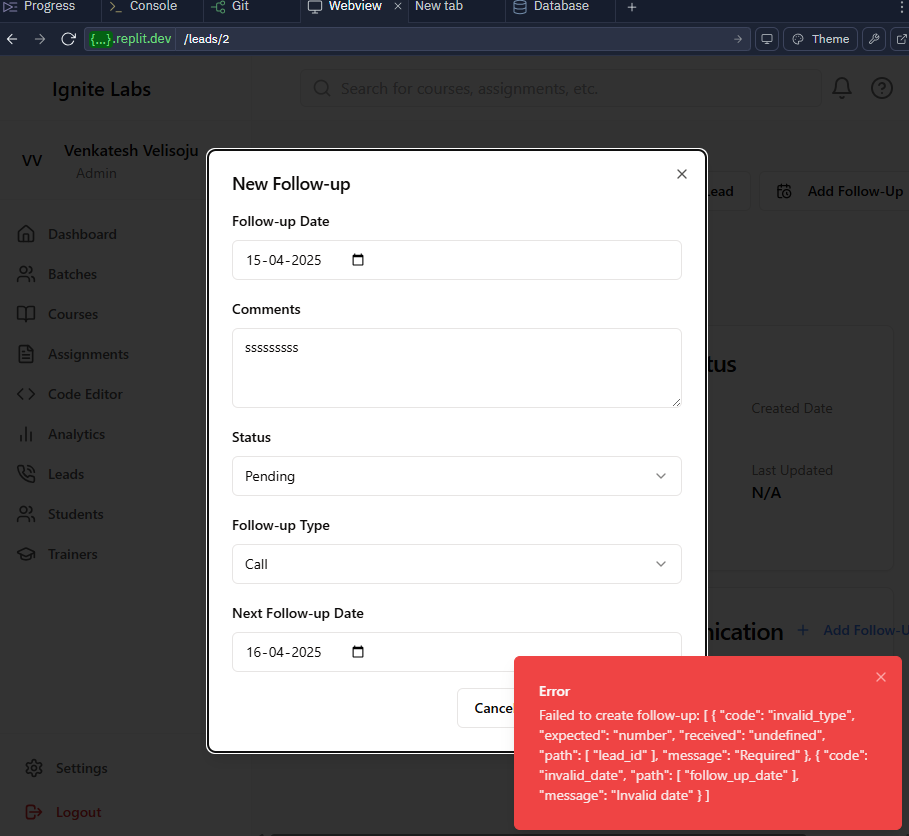 Progress
Console
Git
Webview
New tab
Database
{...}.replit.dev
/leads/2
Theme
Ignite Labs
Search for courses, assignments, etc.
VV
Venkatesh Velisoju
Admin
Dashboard
Batches
Courses
Assignments
Code Editor
Analytics
Leads
Students
Trainers
Settings
Logout
Add Follow-Up
Created Date
Last Updated
N/A
Add Follow-U
New Follow-up
Follow-up Date
15-04-2025
Comments
sssssssss
Status
Pending
Follow-up Type
Call
Next Follow-up Date
16-04-2025
Cance
Error
Failed to create follow-up: [ { "code": "invalid_type",
"expected": "number", "received": "undefined",
"path": [ "lead_id" ], "message": "Required" }, { "code":
"invalid_date", "path": [ "follow_up_date" ],
"message": "Invalid date" } ]